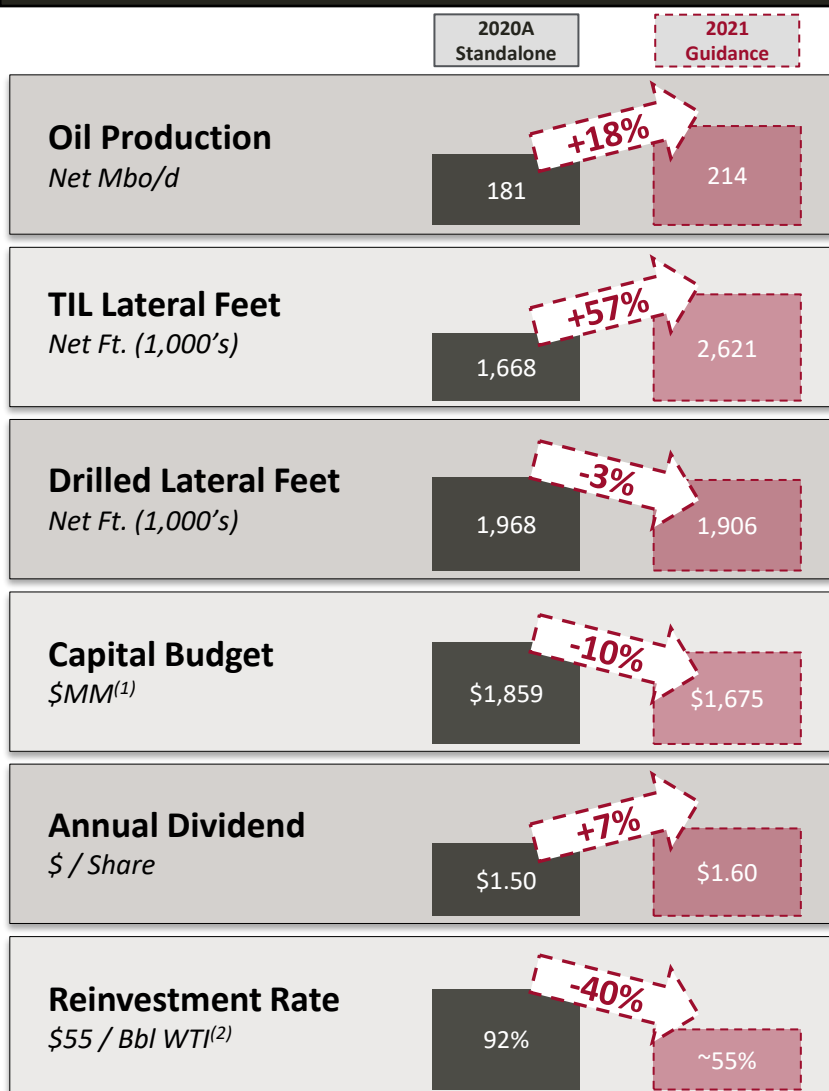 2020A
Standalone
2021
Guidance
Oil Production
Net Mbo/d
181
+18%
214
TIL Lateral Feet
Net Ft. (1,000's)
1,668
+57%
2,621
Drilled Lateral Feet
Net Ft. (1,000's)
1,968
-3%
1,906
Capital Budget
$MM(1)
$1,859
-10%
$1,675
Annual Dividend
$ / Share
$1.50
+7%
$1.60
Reinvestment Rate
$55 / Bbl WTI(2)
92%
-40%
~55%